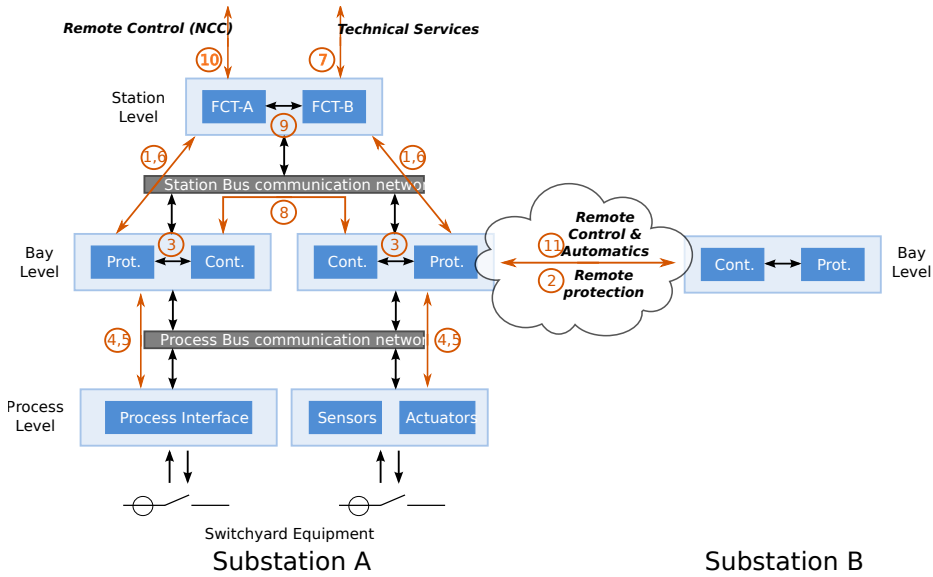 Remote Control (NCC)
Technical Services
10
7
Station
Level
FCT-A
FCT-B
9
1,6
1,6
Station Bus communication networ
8
Bay
Level
3
Prot.
Cont.
3
Cont.
Prot.
Remote
11
Control &
Automatics
2
Remote
protection
Cont.
Prot.
Bay
Level
4,5
Process Bus communication networ
4,5
Process
Level
Process Interface
Sensors
Actuators
Switchyard Equipment
Substation A
Substation B